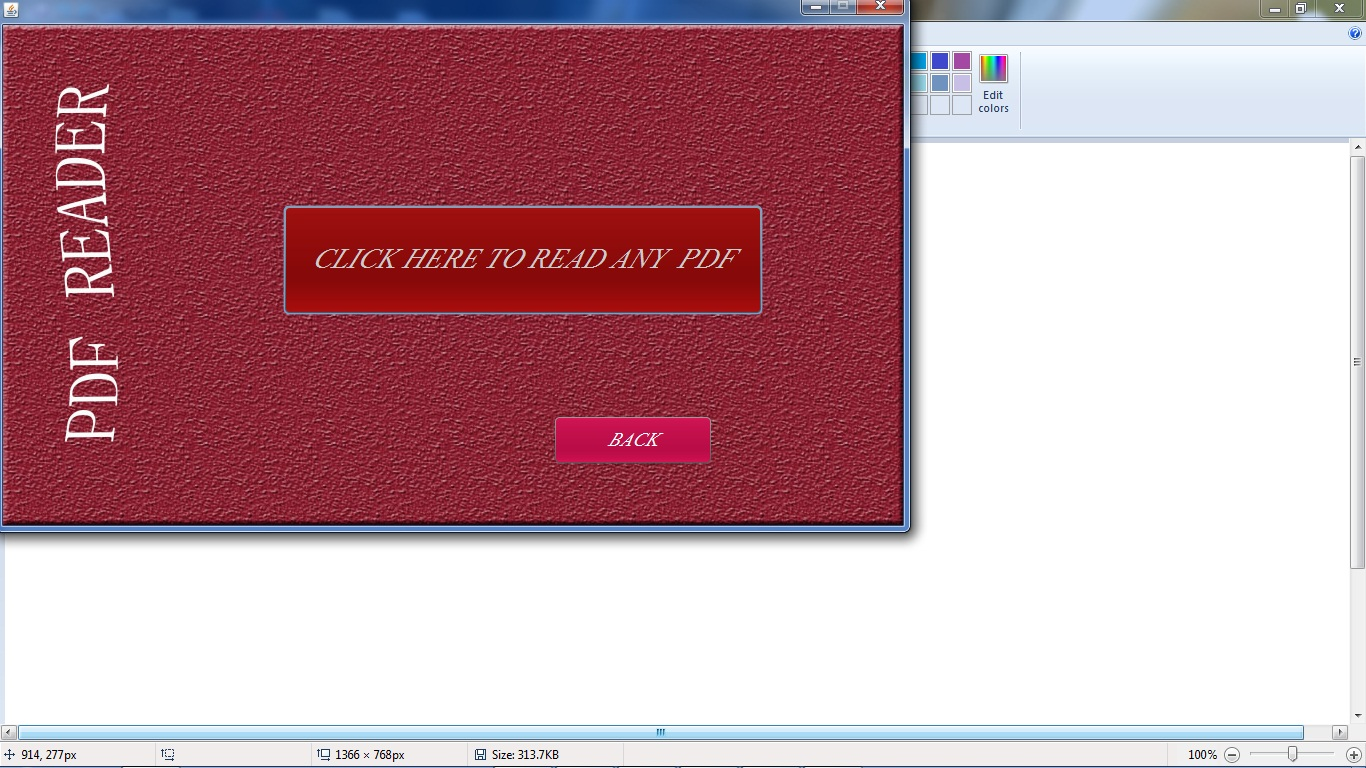 PDF READER
CLICK HERE TO READ ANY PDF
BACK
Edit
colors
914, 277px
1366 × 768px
Size: 313.7KB
100%